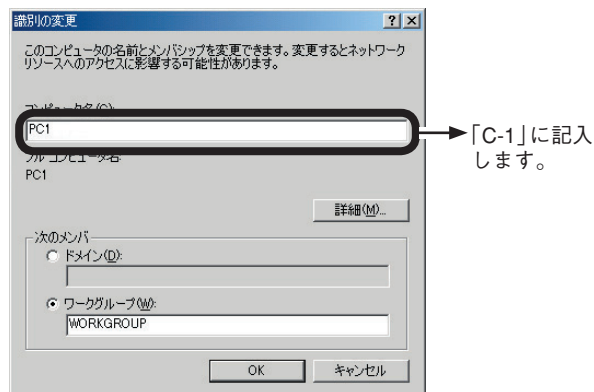 識別の変更
このコンピュータの名前とメンバシップを変更できます。変更するとネットワーク
リソースへのアクセスに影響する可能性があります。
コンピュータ名(C):
PC1
「C-1」に記入
します。
フル コンピュータ名:
PC1
詳細(M)...
次のメンバ
ドメイン(D):
ワークグループ(W):
WORKGROUP
OK
キャンセル